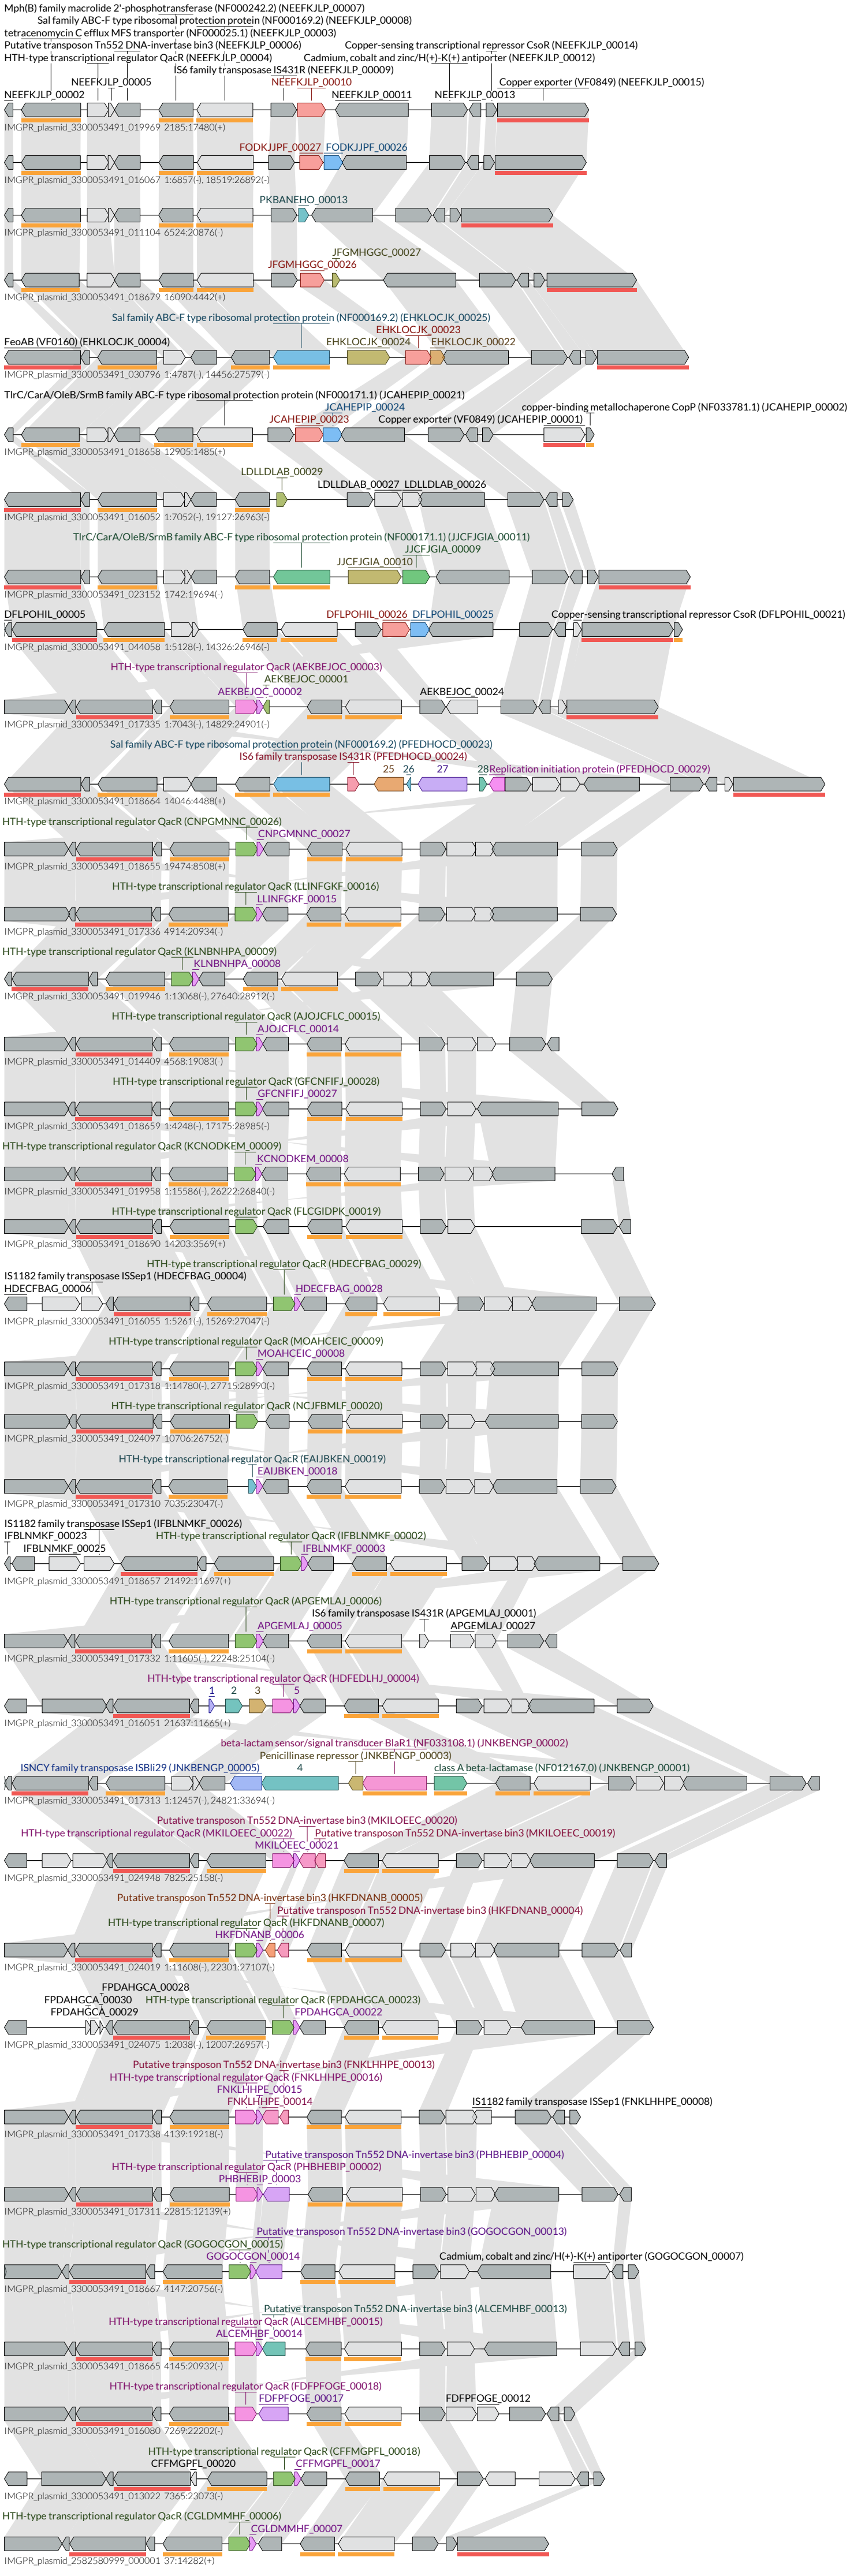 Mph(B) family macrolide 2'-phosphotransferase (NF000242.2) (NEEFKJLP_00007)
Sal family ABC-F type ribosomal protection protein (NF000169.2) (NEEFKJLP_00008)
tetracenomycin C efflux MFS transporter (NF000025.1) (NEEFKJLP_00003)
Putative transposon Tn552 DNA-invertase bin3 (NEEFKJLP_00006) Copper-sensing transcriptional repressor CsoR (NEEFKJLP_00014)
HTH-type transcriptional regulator QacR (NEEFKJLP_00004) Cadmium, cobalt and zinc/H(+)-K(+) antiporter (NEEFKJLP_00012)
IS6 family transposase IS431R (NEEFKJLP_00009)
NEEFKJLP_00005 NEEFKJLP_00010 Copper exporter (VF0849) (NEEFKJLP_00015)
NEEFKJLP_00002 NEEFKJLP_00011 NEEFKJLP_00013
IMGPR_plasmid_3300053491_019969 2185:17480(+)
FODKJJPF_00027 FODKJJPF_00026
IMGPR_plasmid_3300053491_016067 1:6857(-), 18519:26892(-)
PKBANEHO_00013
IMGPR_plasmid_3300053491_011104 6524:20876(-)
JFGMHGGC_00027
JFGMHGGC_00026
IMGPR_plasmid_3300053491_018679 16090:4442(+)
Sal family ABC-F type ribosomal protection protein (NF000169.2) (EHKLOCJK_00025)
EHKLOCJK_00023
FeoAB (VF0160) (EHKLOCJK_00004) EHKLOCJK_00024 EHKLOCJK_00022
IMGPR_plasmid_3300053491_030796 1:4787(-), 14456:27579(-)
TlrC/CarA/OleB/SrmB family ABC-F type ribosomal protection protein (NF000171.1) (JCAHEPIP_00021)
JCAHEPIP_00024 copper-binding metallochaperone CopP (NF033781.1) (JCAHEPIP_00002)
JCAHEPIP_00023 Copper exporter (VF0849) (JCAHEPIP_00001)
IMGPR_plasmid_3300053491_018658 12905:1485(+)
LDLLDLAB_00029
LDLLDLAB_00027 LDLLDLAB_00026
IMGPR_plasmid_3300053491_016052 1:7052(-), 19127:26963(-)
TlrC/CarA/OleB/SrmB family ABC-F type ribosomal protection protein (NF000171.1) (JJCFJGIA_00011)
JJCFJGIA_00009
JJCFJGIA_00010
IMGPR_plasmid_3300053491_023152 1742:19694(-)
DFLPOHIL_00005 DFLPOHIL_00026 DFLPOHIL_00025 Copper-sensing transcriptional repressor CsoR (DFLPOHIL_00021)
IMGPR_plasmid_3300053491_044058 1:5128(-), 14326:26946(-)
HTH-type transcriptional regulator QacR (AEKBEJOC_00003)
AEKBEJOC_00001
AEKBEJOC_00002 AEKBEJOC_00024
IMGPR_plasmid_3300053491_017335 1:7043(-), 14829:24901(-)
Sal family ABC-F type ribosomal protection protein (NF000169.2) (PFEDHOCD_00023)
IS6 family transposase IS431R (PFEDHOCD_00024)
25 26 27 28 Replication initiation protein (PFEDHOCD_00029)
IMGPR_plasmid_3300053491_018664 14046:4488(+)
HTH-type transcriptional regulator QacR (CNPGMNNC_00026)
CNPGMNNC_00027
IMGPR_plasmid_3300053491_018655 19474:8508(+)
HTH-type transcriptional regulator QacR (LLINFGKF_00016)
LLINFGKF_00015
IMGPR_plasmid_3300053491_017336 4914:20934(-)
HTH-type transcriptional regulator QacR (KLNBNHPA_00009)
KLNBNHPA_00008
IMGPR_plasmid_3300053491_019946 1:13068(-), 27640:28912(-)
HTH-type transcriptional regulator QacR (AJOJCFLC_00015)
AJOJCFLC_00014
IMGPR_plasmid_3300053491_014409 4568:19083(-)
HTH-type transcriptional regulator QacR (GFCNFIFJ_00028)
GFCNFIFJ_00027
IMGPR_plasmid_3300053491_018659 1:4248(-), 17175:28985(-)
HTH-type transcriptional regulator QacR (KCNODKEM_00009)
KCNODKEM_00008
IMGPR_plasmid_3300053491_019958 1:15586(-), 26222:26840(-)
HTH-type transcriptional regulator QacR (FLCGIDPK_00019)
IMGPR_plasmid_3300053491_018690 14203:3569(+)
HTH-type transcriptional regulator QacR (HDECFBAG_00029)
IS1182 family transposase ISSep1 (HDECFBAG_00004)
HDECFBAG_00006 HDECFBAG_00028
IMGPR_plasmid_3300053491_016055 1:5261(-), 15269:27047(-)
HTH-type transcriptional regulator QacR (MOAHCEIC_00009)
MOAHCEIC_00008
IMGPR_plasmid_3300053491_017318 1:14780(-), 27715:28990(-)
HTH-type transcriptional regulator QacR (NCJFBMLF_00020)
IMGPR_plasmid_3300053491_024097 10706:26752(-)
HTH-type transcriptional regulator QacR (EAIJBKEN_00019)
EAIJBKEN_00018
IMGPR_plasmid_3300053491_017310 7035:23047(-)
IS1182 family transposase ISSep1 (IFBLNMKF_00026)
IFBLNMKF_00023 HTH-type transcriptional regulator QacR (IFBLNMKF_00002)
IFBLNMKF_00025 IFBLNMKF_00003
IMGPR_plasmid_3300053491_018657 21492:11697(+)
HTH-type transcriptional regulator QacR (APGEMLAJ_00006)
IS6 family transposase IS431R (APGEMLAJ_00001)
APGEMLAJ_00005 APGEMLAJ_00027
IMGPR_plasmid_3300053491_017332 1:11605(-), 22248:25104(-)
HTH-type transcriptional regulator QacR (HDFEDLHJ_00004)
1 2 3 5
IMGPR_plasmid_3300053491_016051 21637:11665(+)
beta-lactam sensor/signal transducer BlaR1 (NF033108.1) (JNKBENGP_00002)
Penicillinase repressor (JNKBENGP_00003)
ISNCY family transposase ISBli29 (JNKBENGP_00005) 4 class A beta-lactamase (NF012167.0) (JNKBENGP_00001)
IMGPR_plasmid_3300053491_017313 1:12457(-), 24821:33694(-)
Putative transposon Tn552 DNA-invertase bin3 (MKILOEEC_00020)
HTH-type transcriptional regulator QacR (MKILOEEC_00022) Putative transposon Tn552 DNA-invertase bin3 (MKILOEEC_00019)
MKILOEEC_00021
IMGPR_plasmid_3300053491_024948 7825:25158(-)
Putative transposon Tn552 DNA-invertase bin3 (HKFDNANB_00005)
Putative transposon Tn552 DNA-invertase bin3 (HKFDNANB_00004)
HTH-type transcriptional regulator QacR (HKFDNANB_00007)
HKFDNANB_00006
IMGPR_plasmid_3300053491_024019 1:11608(-), 22301:27107(-)
FPDAHGCA_00028
FPDAHGCA_00030 HTH-type transcriptional regulator QacR (FPDAHGCA_00023)
FPDAHGCA_00029 FPDAHGCA_00022
IMGPR_plasmid_3300053491_024075 1:2038(-), 12007:26957(-)
Putative transposon Tn552 DNA-invertase bin3 (FNKLHHPE_00013)
HTH-type transcriptional regulator QacR (FNKLHHPE_00016)
FNKLHHPE_00015
FNKLHHPE_00014 IS1182 family transposase ISSep1 (FNKLHHPE_00008)
IMGPR_plasmid_3300053491_017338 4139:19218(-)
Putative transposon Tn552 DNA-invertase bin3 (PHBHEBIP_00004)
HTH-type transcriptional regulator QacR (PHBHEBIP_00002)
PHBHEBIP_00003
IMGPR_plasmid_3300053491_017311 22815:12139(+)
Putative transposon Tn552 DNA-invertase bin3 (GOGOCGON_00013)
HTH-type transcriptional regulator QacR (GOGOCGON_00015)
GOGOCGON_00014 Cadmium, cobalt and zinc/H(+)-K(+) antiporter (GOGOCGON_00007)
IMGPR_plasmid_3300053491_018667 4147:20756(-)
Putative transposon Tn552 DNA-invertase bin3 (ALCEMHBF_00013)
HTH-type transcriptional regulator QacR (ALCEMHBF_00015)
ALCEMHBF_00014
IMGPR_plasmid_3300053491_018665 4145:20932(-)
HTH-type transcriptional regulator QacR (FDFPFOGE_00018)
FDFPFOGE_00017 FDFPFOGE_00012
IMGPR_plasmid_3300053491_016080 7269:22202(-)
HTH-type transcriptional regulator QacR (CFFMGPFL_00018)
CFFMGPFL_00020 CFFMGPFL_00017
IMGPR_plasmid_3300053491_013022 7365:23073(-)
HTH-type transcriptional regulator QacR (CGLDMMHF_00006)
CGLDMMHF_00007
IMGPR_plasmid_2582580999_000001 37:14282(+)